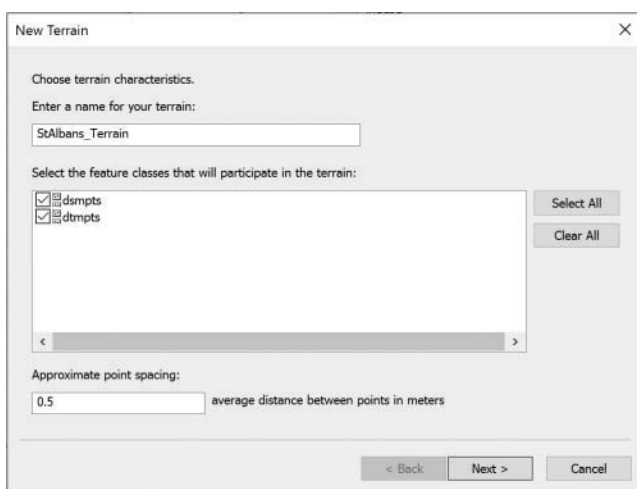 New Terrain
Choose terrain characteristics.
Enter a name for your terrain:
StAlbans_Terrain
Select the feature classes that will participate in the terrain:
dsmpts
dtmpts
Select All
Clear All
Approximate point spacing:
0.5 average distance between points in meters
< Back Next > Cancel